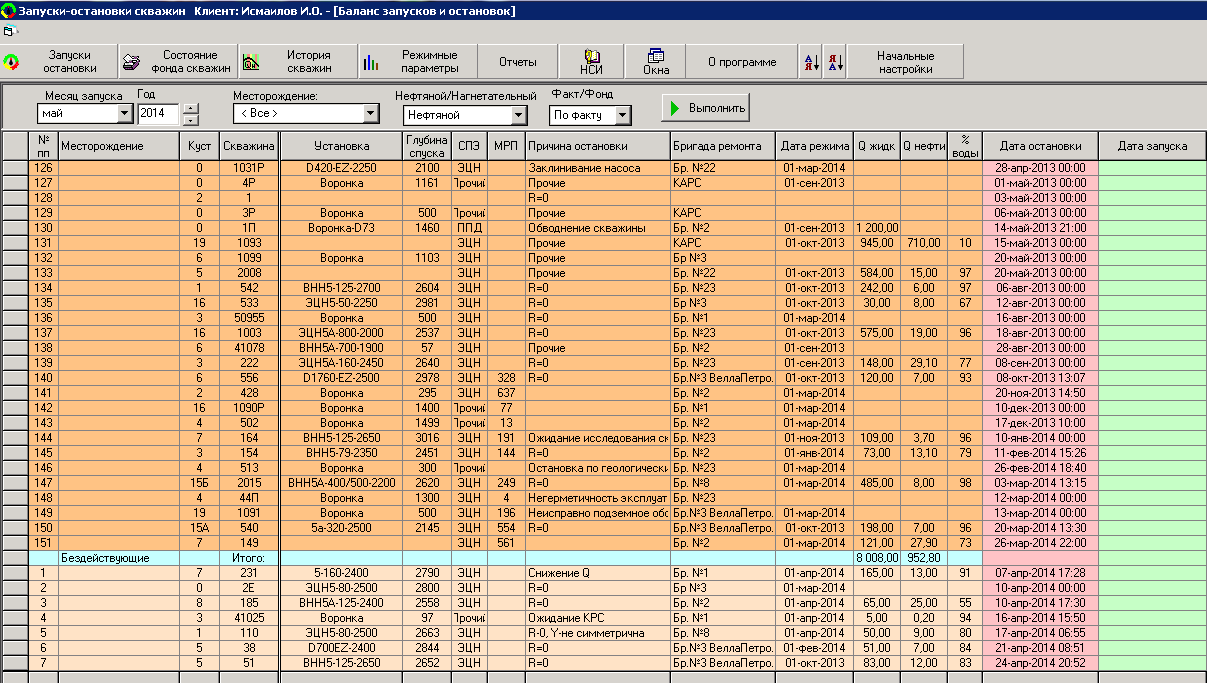 Запуски-остановки скважин   Клиент: Исмаилов И.О. - [Баланс запусков и остановок]
Запуски остановки
Состояние фонда скважин
История скважин
Режимные параметры
Отчеты
НСИ
Окна
О программе
Начальные настройки
Месяц запуска Год Месторождение: Нефтяной/Нагнетательный Факт/Фонд
май 2014 < Все > Нефтяной По факту Выполнить
№ пп Месторождение Куст Скважина Установка Глубина спуска СПЭ МРП Причина остановки Бригада ремонта Дата режима Q жидк Q нефти % воды Дата остановки Дата запуска
126 0 1031Р D420-EZ-2250 2100 ЭЦН Заклинивание насоса Бр. №22 01-мар-2014 28-апр-2013 00:00
127 0 4Р Воронка 1161 Прочи Прочие КАРС 01-сен-2013 01-май-2013 00:00
128 2 1 R=0 03-май-2013 00:00
129 0 3Р Воронка 500 Прочи Прочие КАРС 06-май-2013 00:00
130 0 1П Воронка-D73 1460 ППД Обводнение скважины Бр. №2 01-сен-2013 1 200,00 14-май-2013 21:00
131 19 1093 ЭЦН Прочие КАРС 01-окт-2013 945,00 710,00 10 15-май-2013 00:00
132 6 1099 Воронка 1103 ЭЦН Прочие Бр №3 20-май-2013 00:00
133 5 2008 ЭЦН Прочие Бр. №22 01-окт-2013 584,00 15,00 97 20-май-2013 00:00
134 1 542 ВНН5-125-2700 2604 ЭЦН R=0 Бр. №23 01-окт-2013 242,00 6,00 97 06-авг-2013 00:00
135 16 533 ЭЦН5-50-2250 2981 ЭЦН R=0 Бр №3 01-окт-2013 30,00 8,00 67 12-авг-2013 00:00
136 3 50955 Воронка 500 ЭЦН R=0 Бр. №1 01-мар-2014 16-авг-2013 00:00
137 16 1003 ЭЦН5А-800-2000 2537 ЭЦН R=0 Бр. №23 01-окт-2013 575,00 19,00 96 18-авг-2013 00:00
138 6 41078 ВНН5А-700-1900 57 ЭЦН Прочие Бр. №2 01-сен-2013 28-авг-2013 00:00
139 3 222 ЭЦН5А-160-2450 2640 ЭЦН R=0 Бр. №23 01-сен-2013 148,00 29,10 77 08-сен-2013 00:00
140 6 556 D1760-EZ-2500 2978 ЭЦН 328 R=0 Бр.№3 ВеллаПетро. 01-окт-2013 120,00 7,00 93 08-окт-2013 13:07
141 2 428 Воронка 295 ЭЦН 637 Бр. №2 01-мар-2014 20-ноя-2013 14:50
142 16 1090Р Воронка 1400 Прочи 77 Бр. №1 01-мар-2014 10-дек-2013 00:00
143 4 502 Воронка 1499 Прочи 13 Бр. №2 01-мар-2014 17-дек-2013 10:00
144 7 164 ВНН5-125-2650 3016 ЭЦН 191 Ожидание исследования ск Бр. №23 01-ноя-2013 109,00 3,70 96 10-янв-2014 00:00
145 3 154 ВНН5-79-2350 2451 ЭЦН 144 R=0 Бр. №2 01-янв-2014 73,00 13,10 79 11-фев-2014 15:26
146 4 513 Воронка 300 Прочи Остановка по геологически Бр. №23 01-мар-2014 26-фев-2014 18:40
147 15Б 2015 ВНН5А-400/500-2200 2620 ЭЦН 249 R=0 Бр. №8 01-мар-2014 485,00 8,00 98 03-мар-2014 13:15
148 4 44П Воронка 1300 ЭЦН 4 Негерметичность эксплуат Бр. №23 12-мар-2014 00:00
149 19 1091 Воронка 500 ЭЦН 196 Неисправно подземное обо Бр.№3 ВеллаПетро. 01-мар-2014 13-мар-2014 00:00
150 15А 540 5а-320-2500 2145 ЭЦН 554 R=0 Бр.№3 ВеллаПетро. 01-окт-2013 198,00 7,00 96 20-мар-2014 13:30
151 7 149 ЭЦН 561 Бр. №2 01-мар-2014 121,00 27,90 73 26-мар-2014 22:00
Бездействующие Итого: 8 008,00 952,80
1 7 231 5-160-2400 2790 ЭЦН Снижение Q Бр. №1 01-апр-2014 165,00 13,00 91 07-апр-2014 17:28
2 0 2Е ЭЦН5-80-2500 2800 ЭЦН R=0 Бр №3 01-мар-2014 10-апр-2014 00:00
3 8 185 ВНН5А-125-2400 2558 ЭЦН R=0 Бр. №2 01-апр-2014 65,00 25,00 55 10-апр-2014 17:30
4 3 41025 Воронка 97 Прочи Ожидание КРС Бр. №1 01-апр-2014 5,00 0,20 94 16-апр-2014 15:50
5 1 110 ЭЦН5-80-2500 2663 ЭЦН R-0, Y-не симметрична Бр. №8 01-апр-2014 50,00 9,00 80 17-апр-2014 06:55
6 5 38 D700EZ-2400 2844 ЭЦН R=0 Бр.№3 ВеллаПетро. 01-фев-2014 51,00 7,00 84 21-апр-2014 08:51
7 5 51 ВНН5-125-2650 2652 ЭЦН R=0 Бр.№3 ВеллаПетро. 01-окт-2013 83,00 12,00 83 24-апр-2014 20:52